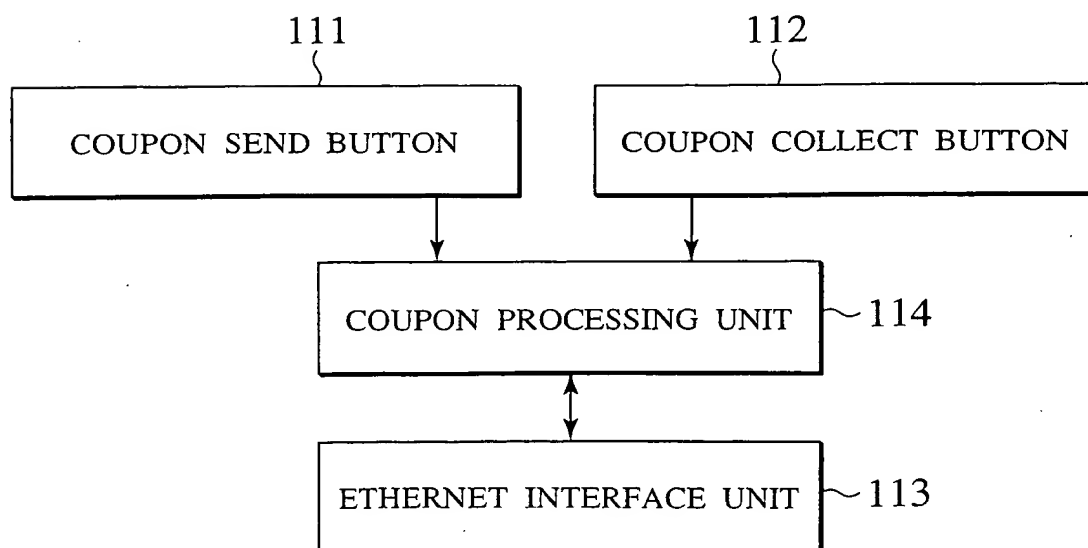 111
112
COUPON SEND BUTTON
COUPON COLLECT BUTTON
COUPON PROCESSING UNIT
114
ETHERNET INTERFACE UNIT
113